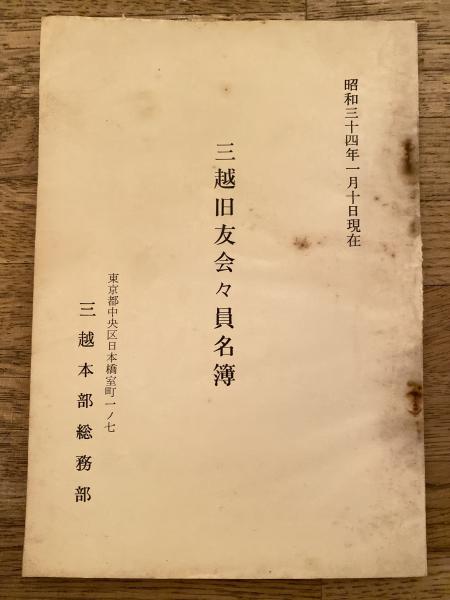 昭和三十四年一月十日現在
三越旧友会々員名簿
東京都中央区日本橋室町一ノ七
三越本部総務部